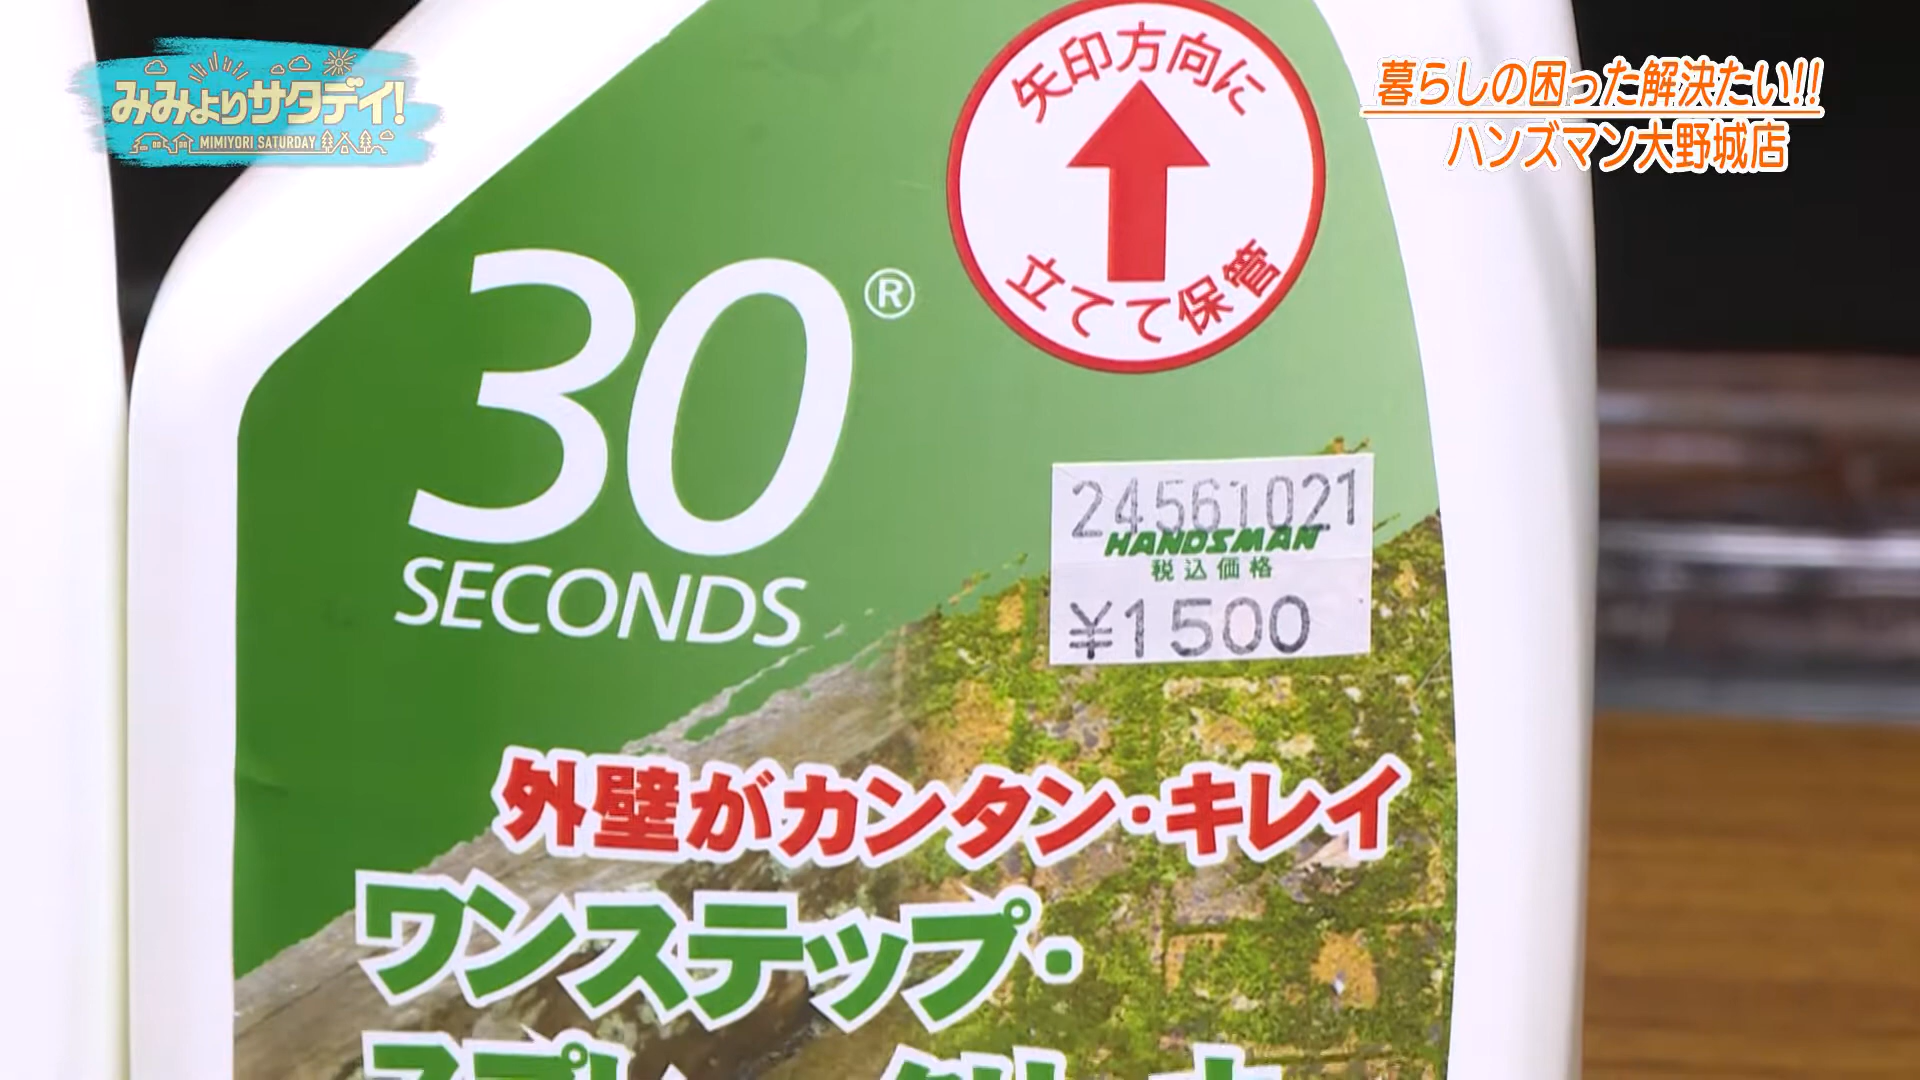 みみよりサタデイ!
MIMIYORI SATURDAY
暮らしの困った解決たい!!
ハンズマン大野城店
矢印方向に
立てて保管
30®
SECONDS
24561021
HANDSMAN
税込価格
¥1500
外壁がカンタン・キレイ
ワンステップ・